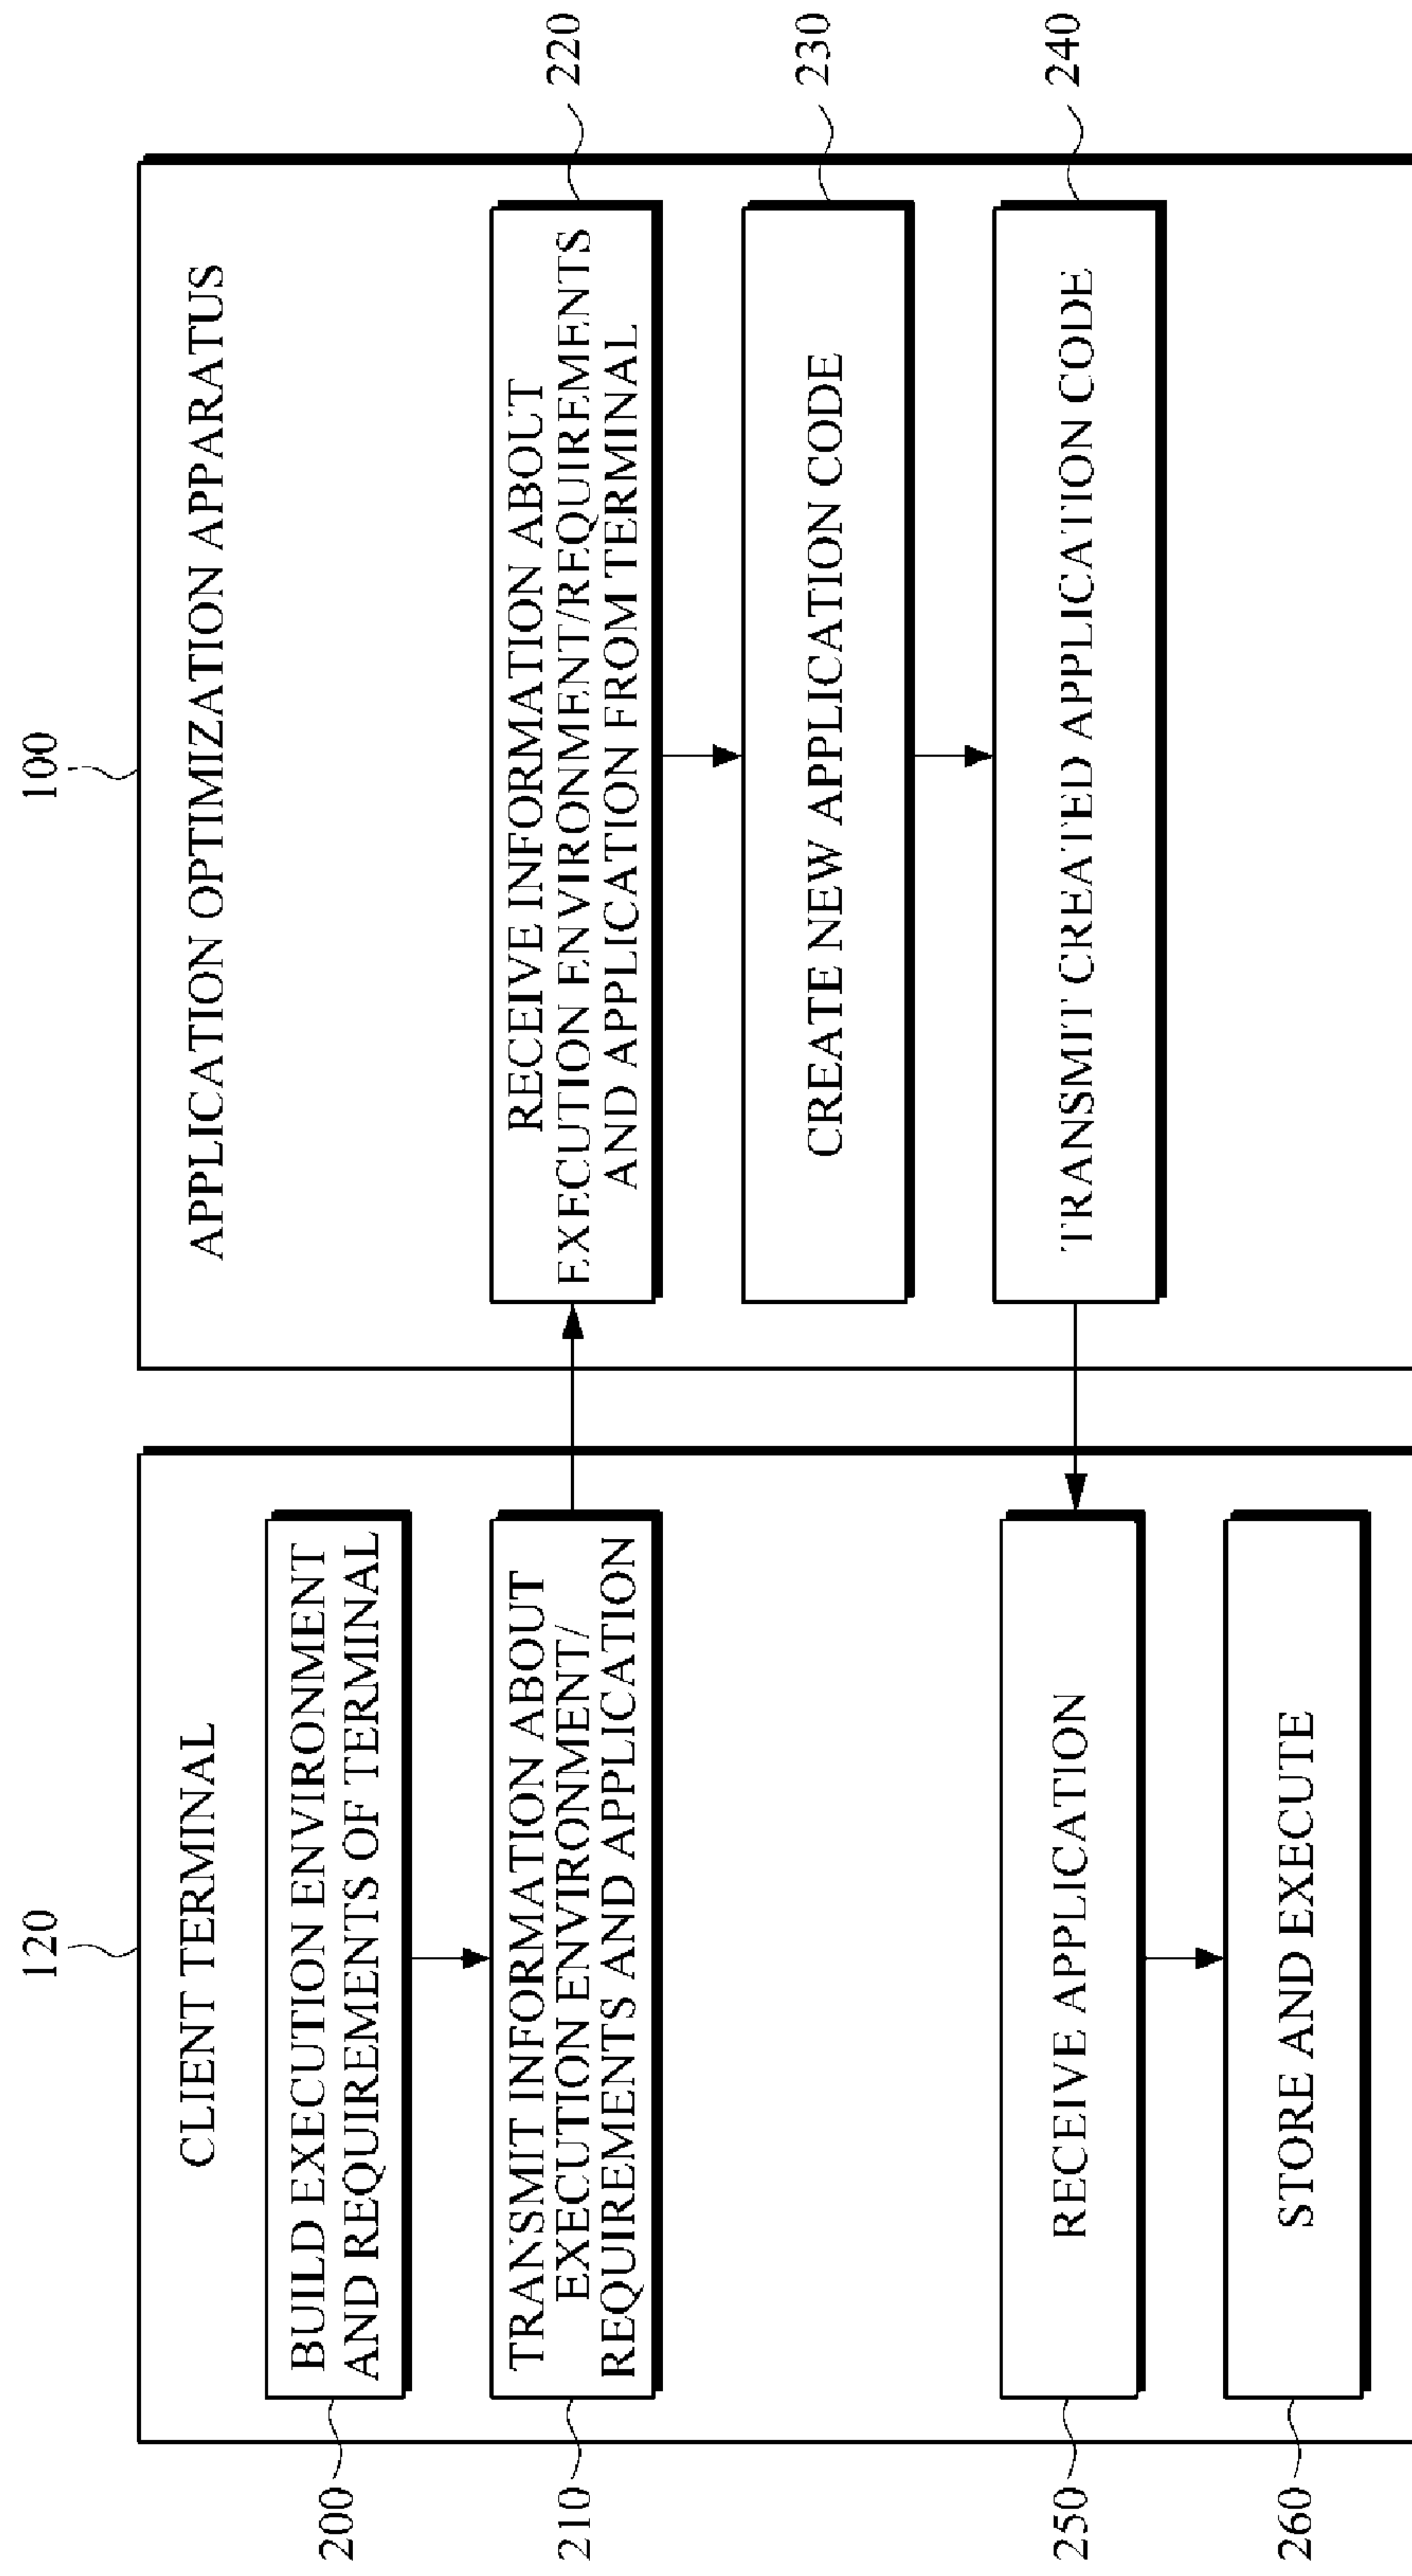 120
100
CLIENT TERMINAL
APPLICATION OPTIMIZATION APPARATUS
200
BUILD EXECUTION ENVIRONMENT
AND REQUIREMENTS OF TERMINAL
210
TRANSMIT INFORMATION ABOUT
EXECUTION ENVIRONMENT/
REQUIREMENTS AND APPLICATION
RECEIVE INFORMATION ABOUT
EXECUTION ENVIRONMENT/REQUIREMENTS
AND APPLICATION FROM TERMINAL
220
CREATE NEW APPLICATION CODE
230
TRANSMIT CREATED APPLICATION CODE
240
250
RECEIVE APPLICATION
260
STORE AND EXECUTE